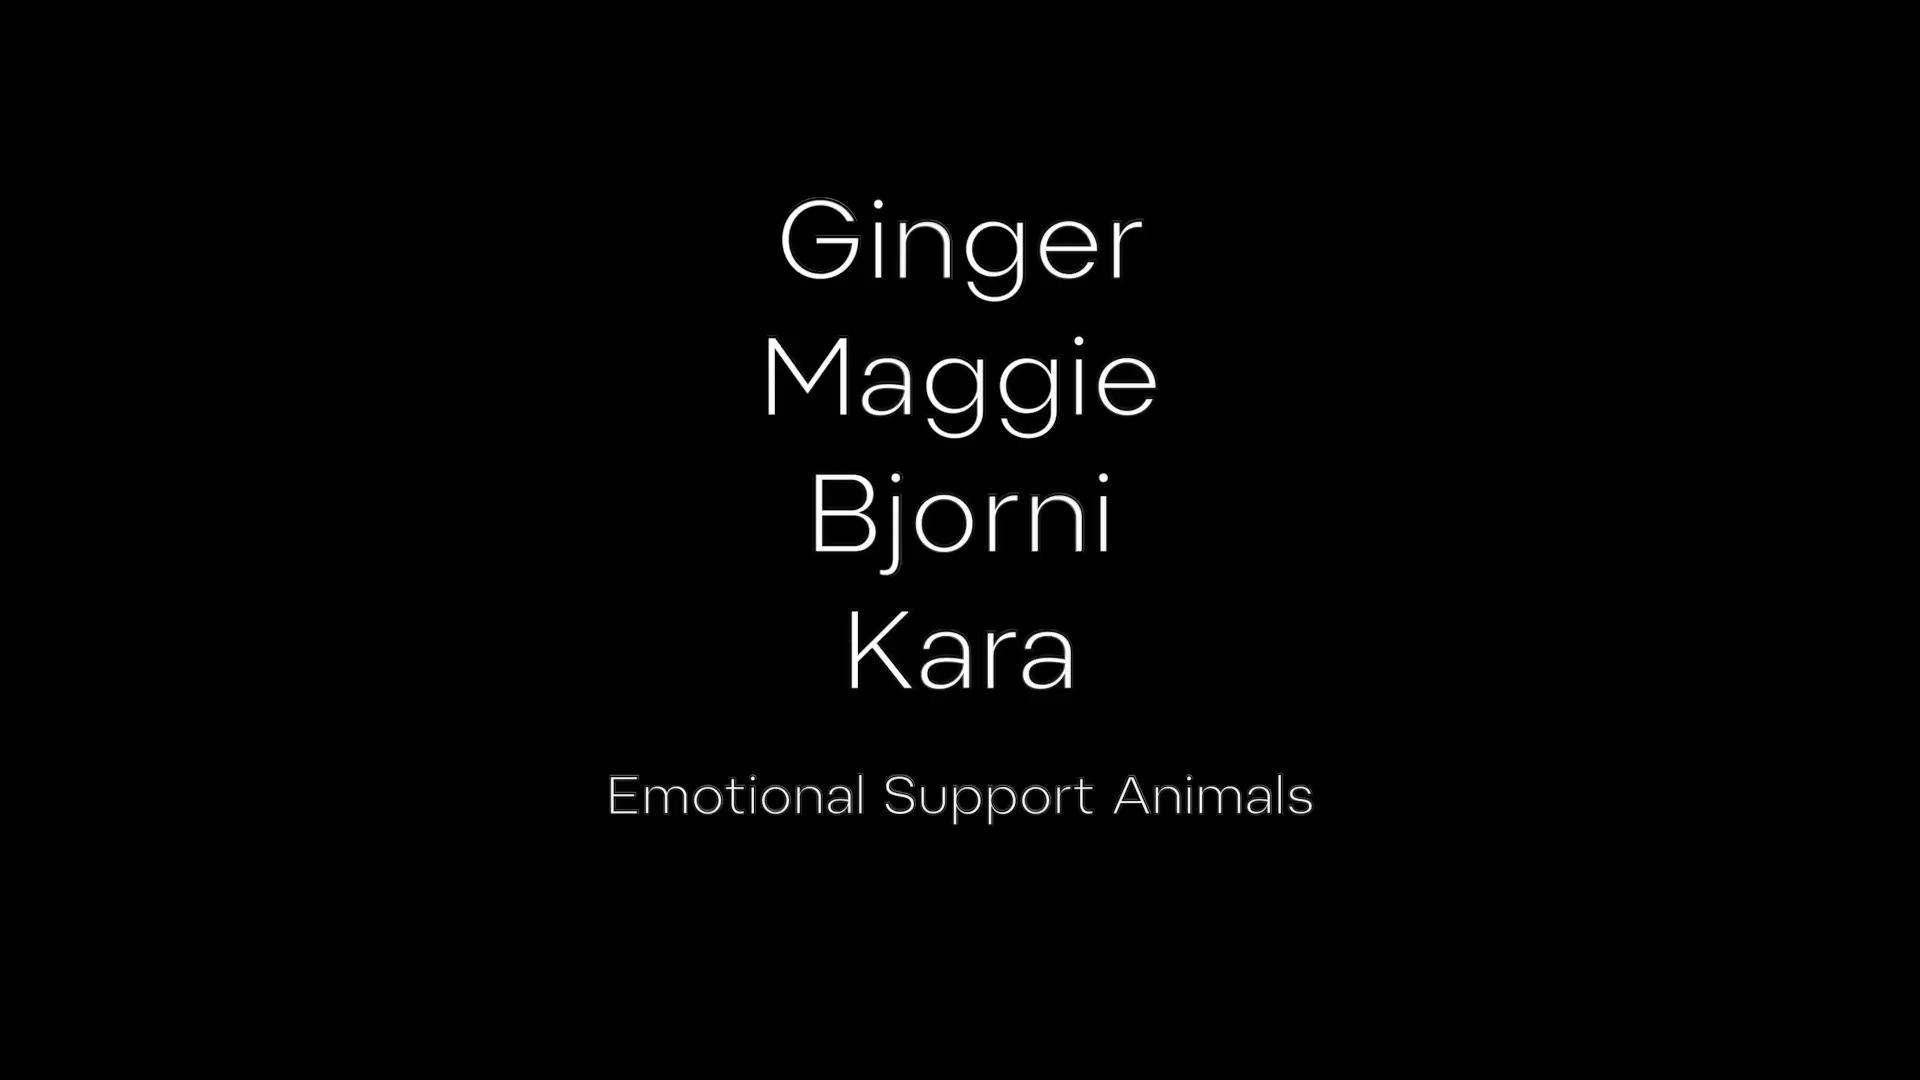 Ginger
Maggie
Bjorni
Kara
Emotional Support Animals